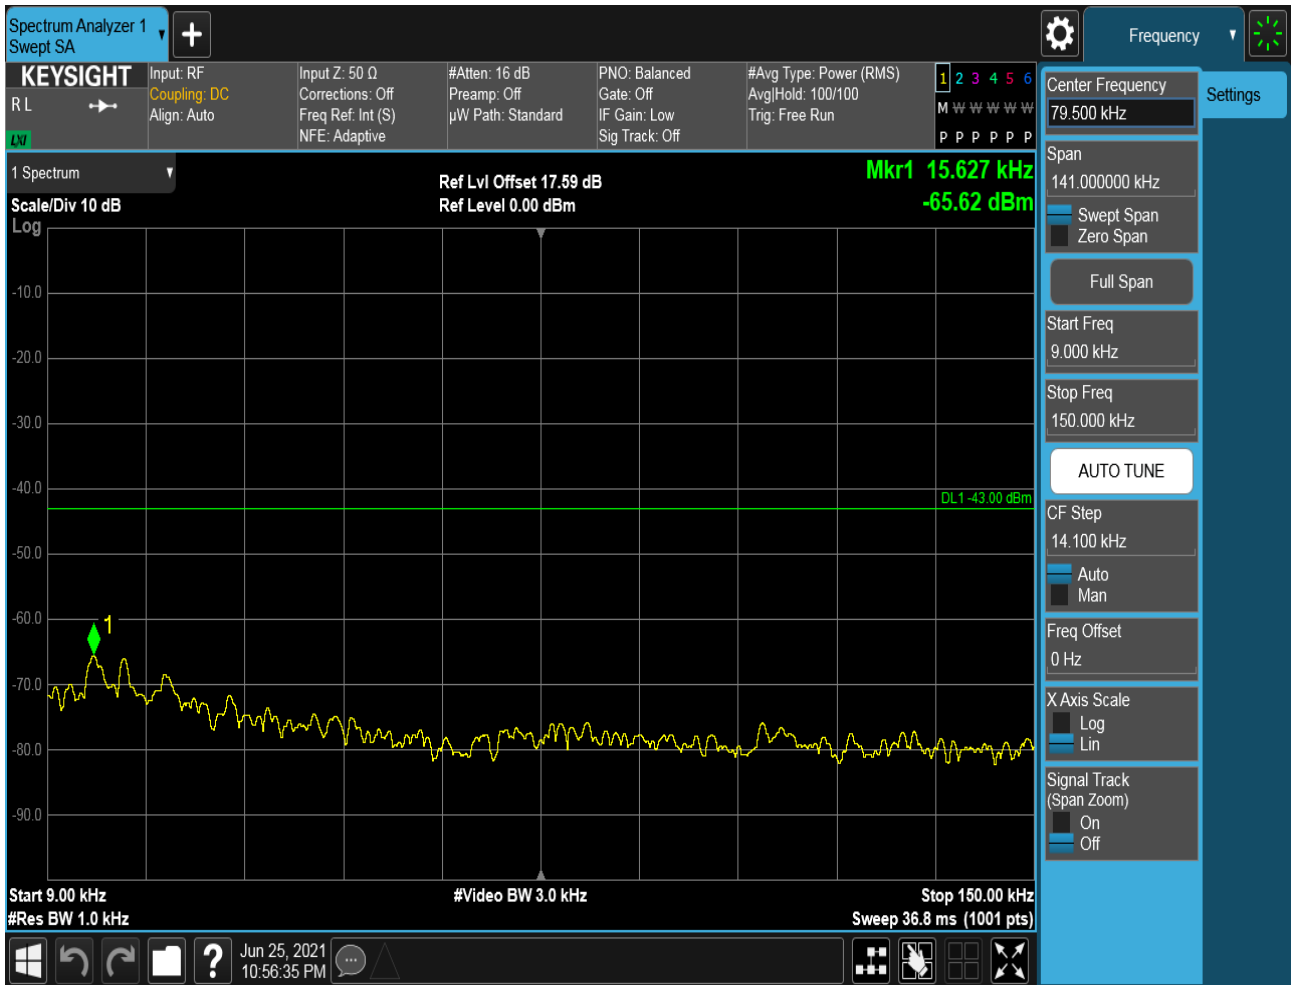 Spectrum Analyzer 1
Swept SA
Frequency
KEYSIGHT
R L
LXI
Input: RF
Coupling: DC
Align: Auto
Input Z: 50 Ω
Corrections: Off
Freq Ref: Int (S)
NFE: Adaptive
#Atten: 16 dB
Preamp: Off
µW Path: Standard
PNO: Balanced
Gate: Off
IF Gain: Low
Sig Track: Off
#Avg Type: Power (RMS)
Avg|Hold: 100/100
Trig: Free Run
1 2 3 4 5 6
M W W W W W
P P P P P P
1 Spectrum
Scale/Div 10 dB
Log
Ref Lvl Offset 17.59 dB
Ref Level 0.00 dBm
Mkr1 15.627 kHz
-65.62 dBm
-10.0
-20.0
-30.0
-40.0
DL1 -43.00 dBm
-50.0
-60.0
1
-70.0
-80.0
-90.0
Start 9.00 kHz
#Video BW 3.0 kHz
Stop 150.00 kHz
#Res BW 1.0 kHz
Sweep 36.8 ms (1001 pts)
Center Frequency
79.500 kHz
Settings
Span
141.000000 kHz
Swept Span
Zero Span
Full Span
Start Freq
9.000 kHz
Stop Freq
150.000 kHz
AUTO TUNE
CF Step
14.100 kHz
Auto
Man
Freq Offset
0 Hz
X Axis Scale
Log
Lin
Signal Track
(Span Zoom)
On
Off
?
Jun 25, 2021
10:56:35 PM